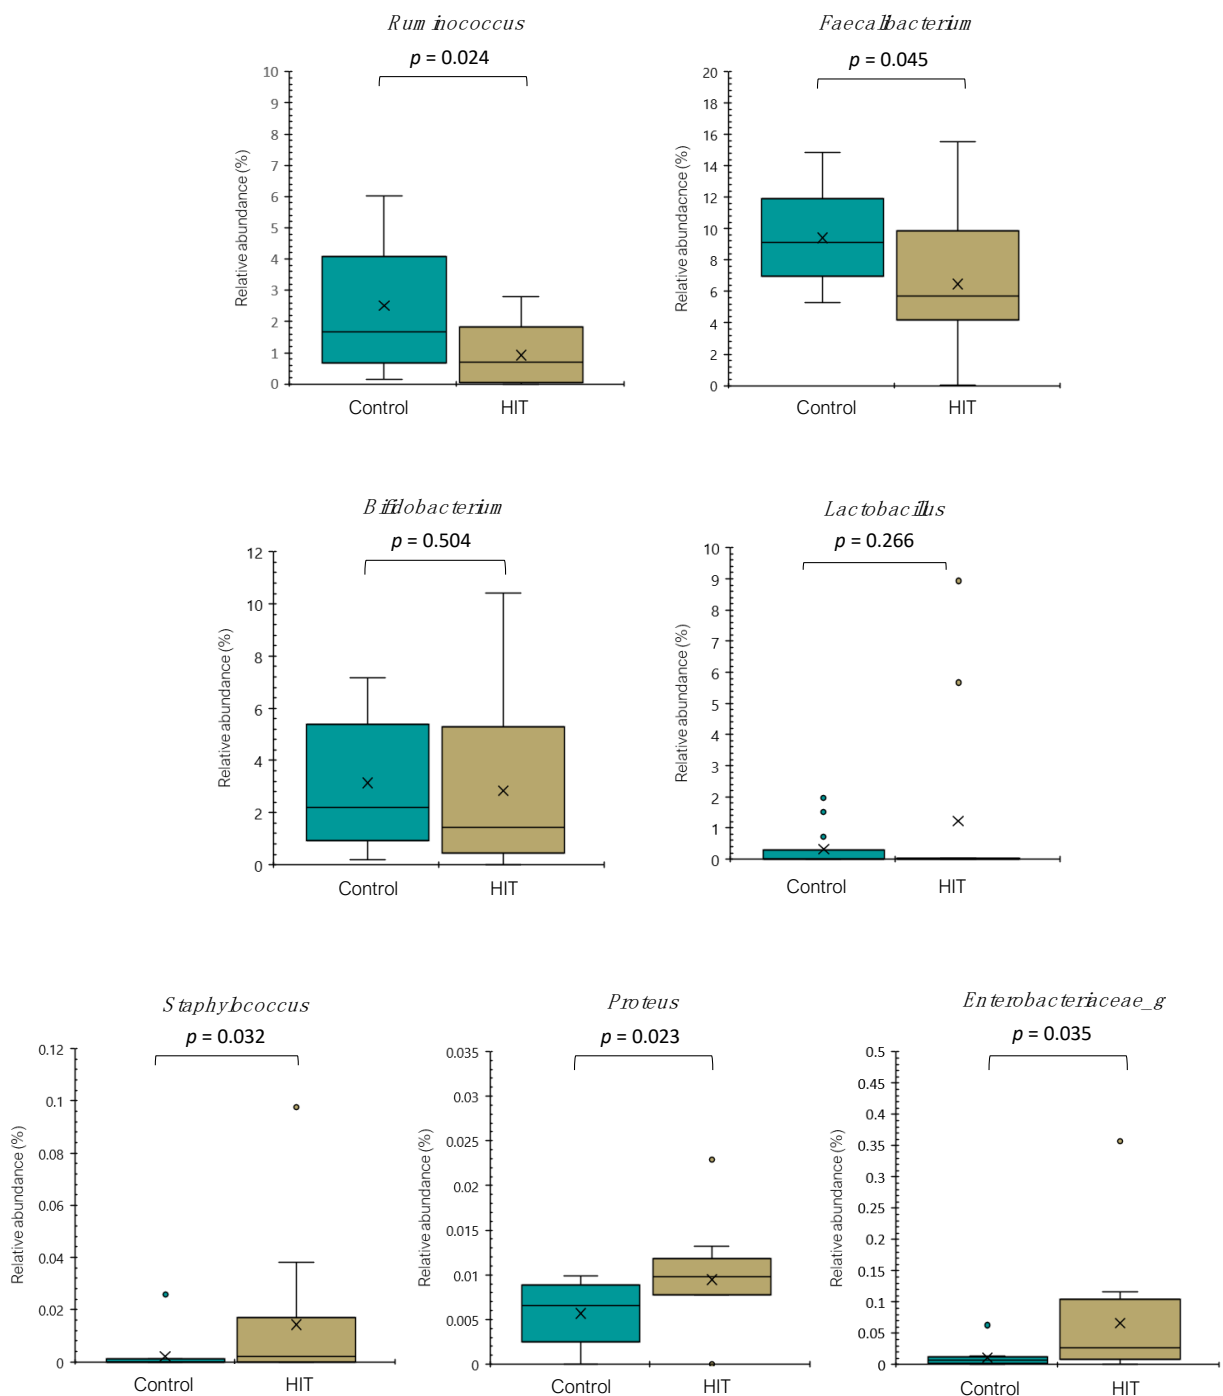 Ruminococcus
p = 0.024
10
9
8
7
6
5
4
3
2
1
0
Relative abundance (%)
Control
HIT
Faecalibacterium
p = 0.045
20
18
16
14
12
10
8
6
4
2
0
Relative abundacnce (%)
Control
HIT
Bifidobacterium
p = 0.504
12
10
8
6
4
2
0
Relative abundance (%)
Control
HIT
Lactobacillus
p = 0.266
10
9
8
7
6
5
4
3
2
1
0
Relative abundance (%)
Control
HIT
Staphylococcus
p = 0.032
0.12
0.1
0.08
0.06
0.04
0.02
0
Relative abundance (%)
Control
HIT
Proteus
p = 0.023
0.035
0.03
0.025
0.02
0.015
0.01
0.005
0
Relative abundance (%)
Control
HIT
Enterobacteriaceae_g
p = 0.035
0.5
0.45
0.4
0.35
0.3
0.25
0.2
0.15
0.1
0.05
0
Relative abundance (%)
Control
HIT